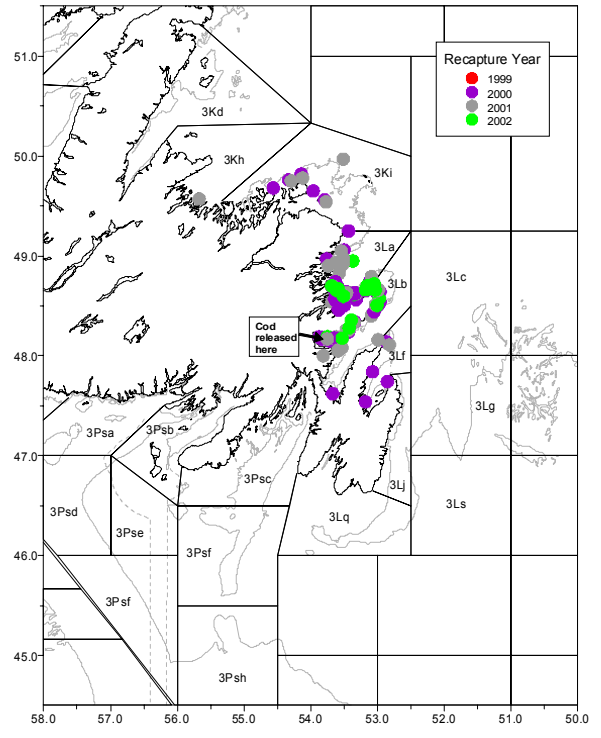 51.0
Recapture Year
1999
2000
2001
2002
3Kd
50.0
3Kh
3Ki
49.0
3La
3Lb
3Lc
Cod
released
here
48.0
3Lf
3Lg
3Psa
3Psb
47.0
3Psc
3Lj
3Psd
3Pse
3Lq
3Ls
46.0
3Psf
3Psf
45.0
3Psh
58.0 57.0 56.0 55.0 54.0 53.0 52.0 51.0 50.0